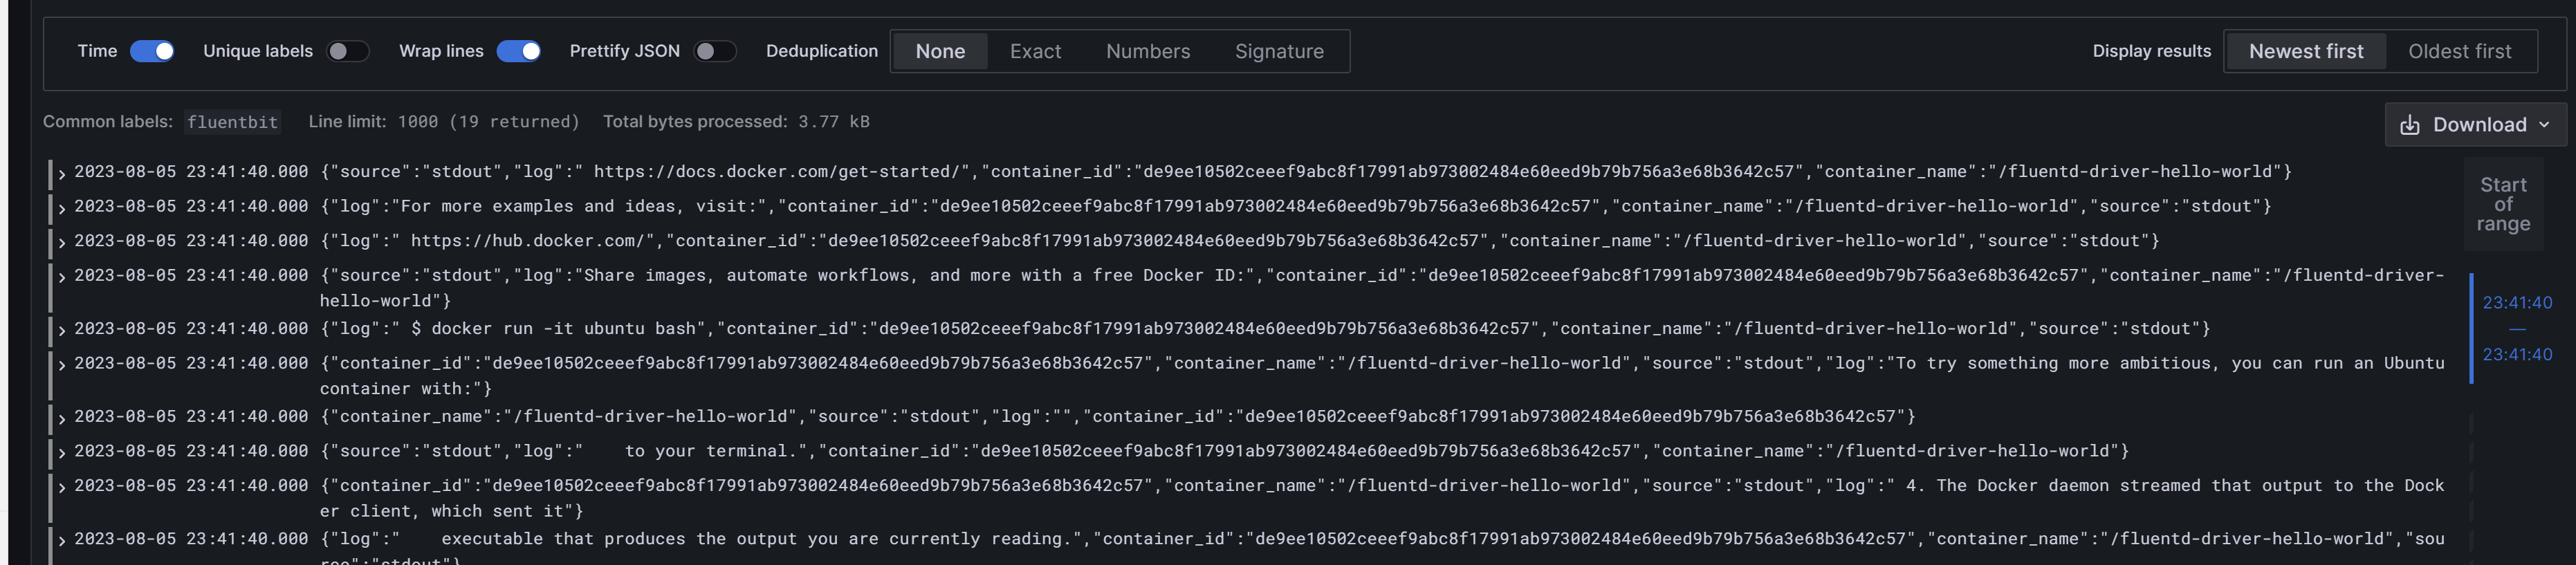 Time Unique labels Wrap lines Prettify JSON Deduplication None Exact Numbers Signature Display results Newest first Oldest first
Common labels: fluentbit Line limit: 1000 (19 returned) Total bytes processed: 3.77 kB Download
2023-08-05 23:41:40.000 {"source":"stdout","log":" https://docs.docker.com/get-started/","container_id":"de9ee10502ceeef9abc8f17991ab973002484e60eed9b79b756a3e68b3642c57","container_name":"/fluentd-driver-hello-world"}
2023-08-05 23:41:40.000 {"log":"For more examples and ideas, visit:","container_id":"de9ee10502ceeef9abc8f17991ab973002484e60eed9b79b756a3e68b3642c57","container_name":"/fluentd-driver-hello-world","source":"stdout"}
2023-08-05 23:41:40.000 {"log":" https://hub.docker.com/","container_id":"de9ee10502ceeef9abc8f17991ab973002484e60eed9b79b756a3e68b3642c57","container_name":"/fluentd-driver-hello-world","source":"stdout"}
2023-08-05 23:41:40.000 {"source":"stdout","log":"Share images, automate workflows, and more with a free Docker ID:","container_id":"de9ee10502ceeef9abc8f17991ab973002484e60eed9b79b756a3e68b3642c57","container_name":"/fluentd-driver-
hello-world"}
2023-08-05 23:41:40.000 {"log":" $ docker run -it ubuntu bash","container_id":"de9ee10502ceeef9abc8f17991ab973002484e60eed9b79b756a3e68b3642c57","container_name":"/fluentd-driver-hello-world","source":"stdout"}
2023-08-05 23:41:40.000 {"container_id":"de9ee10502ceeef9abc8f17991ab973002484e60eed9b79b756a3e68b3642c57","container_name":"/fluentd-driver-hello-world","source":"stdout","log":"To try something more ambitious, you can run an Ubuntu
container with:"}
2023-08-05 23:41:40.000 {"container_name":"/fluentd-driver-hello-world","source":"stdout","log":"","container_id":"de9ee10502ceeef9abc8f17991ab973002484e60eed9b79b756a3e68b3642c57"}
2023-08-05 23:41:40.000 {"source":"stdout","log":"    to your terminal.","container_id":"de9ee10502ceeef9abc8f17991ab973002484e60eed9b79b756a3e68b3642c57","container_name":"/fluentd-driver-hello-world"}
2023-08-05 23:41:40.000 {"container_id":"de9ee10502ceeef9abc8f17991ab973002484e60eed9b79b756a3e68b3642c57","container_name":"/fluentd-driver-hello-world","source":"stdout","log":" 4. The Docker daemon streamed that output to the Dock
er client, which sent it"}
2023-08-05 23:41:40.000 {"log":"    executable that produces the output you are currently reading.","container_id":"de9ee10502ceeef9abc8f17991ab973002484e60eed9b79b756a3e68b3642c57","container_name":"/fluentd-driver-hello-world","sou
rce":"stdout"}
Start
of
range
23:41:40
—
23:41:40